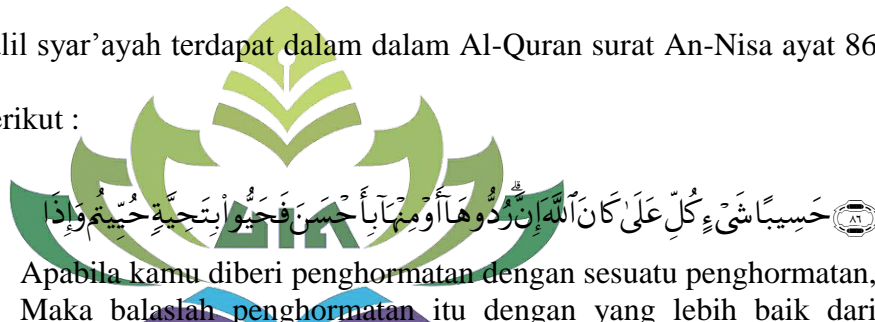 alil syar’ayah terdapat dalam dalam Al-Quran surat An-Nisa ayat 86
erikut :
وَإِذَا حُيِّيتُم بِتَحِيَّةٖ فَحَيُّواْ بِأَحۡسَنَ مِنۡهَآ أَوۡ رُدُّوهَآۗ إِنَّ ٱللَّهَ كَانَ عَلَىٰ كُلِّ شَيۡءٍ حَسِيبًا ٨٦
Apabila kamu diberi penghormatan dengan sesuatu penghormatan,
Maka balaslah penghormatan itu dengan yang lebih baik dari